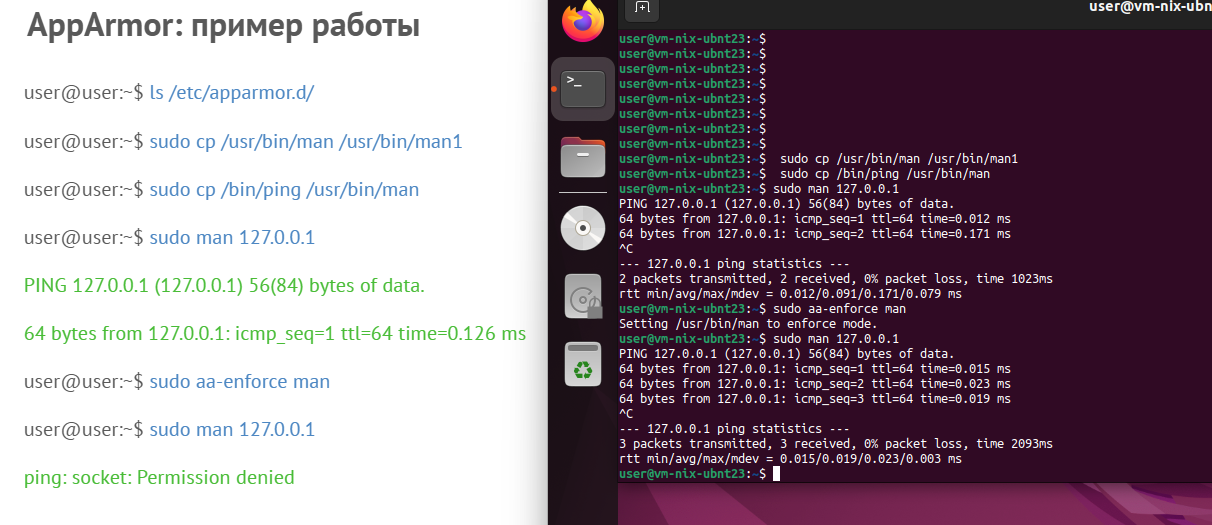 AppArmor: пример работы
user@user:~$ ls /etc/apparmor.d/
user@user:~$ sudo cp /usr/bin/man /usr/bin/man1
user@user:~$ sudo cp /bin/ping /usr/bin/man
user@user:~$ sudo man 127.0.0.1
PING 127.0.0.1 (127.0.0.1) 56(84) bytes of data.
64 bytes from 127.0.0.1: icmp_seq=1 ttl=64 time=0.126 ms
user@user:~$ sudo aa-enforce man
user@user:~$ sudo man 127.0.0.1
ping: socket: Permission denied
user@vm-nix-ubn
user@vm-nix-ubnt23:~$
user@vm-nix-ubnt23:~$
user@vm-nix-ubnt23:~$
user@vm-nix-ubnt23:~$
user@vm-nix-ubnt23:~$
user@vm-nix-ubnt23:~$
user@vm-nix-ubnt23:~$
user@vm-nix-ubnt23:~$
user@vm-nix-ubnt23:~$  sudo cp /usr/bin/man /usr/bin/man1
user@vm-nix-ubnt23:~$  sudo cp /bin/ping /usr/bin/man
user@vm-nix-ubnt23:~$ sudo man 127.0.0.1
PING 127.0.0.1 (127.0.0.1) 56(84) bytes of data.
64 bytes from 127.0.0.1: icmp_seq=1 ttl=64 time=0.012 ms
64 bytes from 127.0.0.1: icmp_seq=2 ttl=64 time=0.171 ms
^C
--- 127.0.0.1 ping statistics ---
2 packets transmitted, 2 received, 0% packet loss, time 1023ms
rtt min/avg/max/mdev = 0.012/0.091/0.171/0.079 ms
user@vm-nix-ubnt23:~$ sudo aa-enforce man
Setting /usr/bin/man to enforce mode.
user@vm-nix-ubnt23:~$ sudo man 127.0.0.1
PING 127.0.0.1 (127.0.0.1) 56(84) bytes of data.
64 bytes from 127.0.0.1: icmp_seq=1 ttl=64 time=0.015 ms
64 bytes from 127.0.0.1: icmp_seq=2 ttl=64 time=0.023 ms
64 bytes from 127.0.0.1: icmp_seq=3 ttl=64 time=0.019 ms
^C
--- 127.0.0.1 ping statistics ---
3 packets transmitted, 3 received, 0% packet loss, time 2093ms
rtt min/avg/max/mdev = 0.015/0.019/0.023/0.003 ms
user@vm-nix-ubnt23:~$